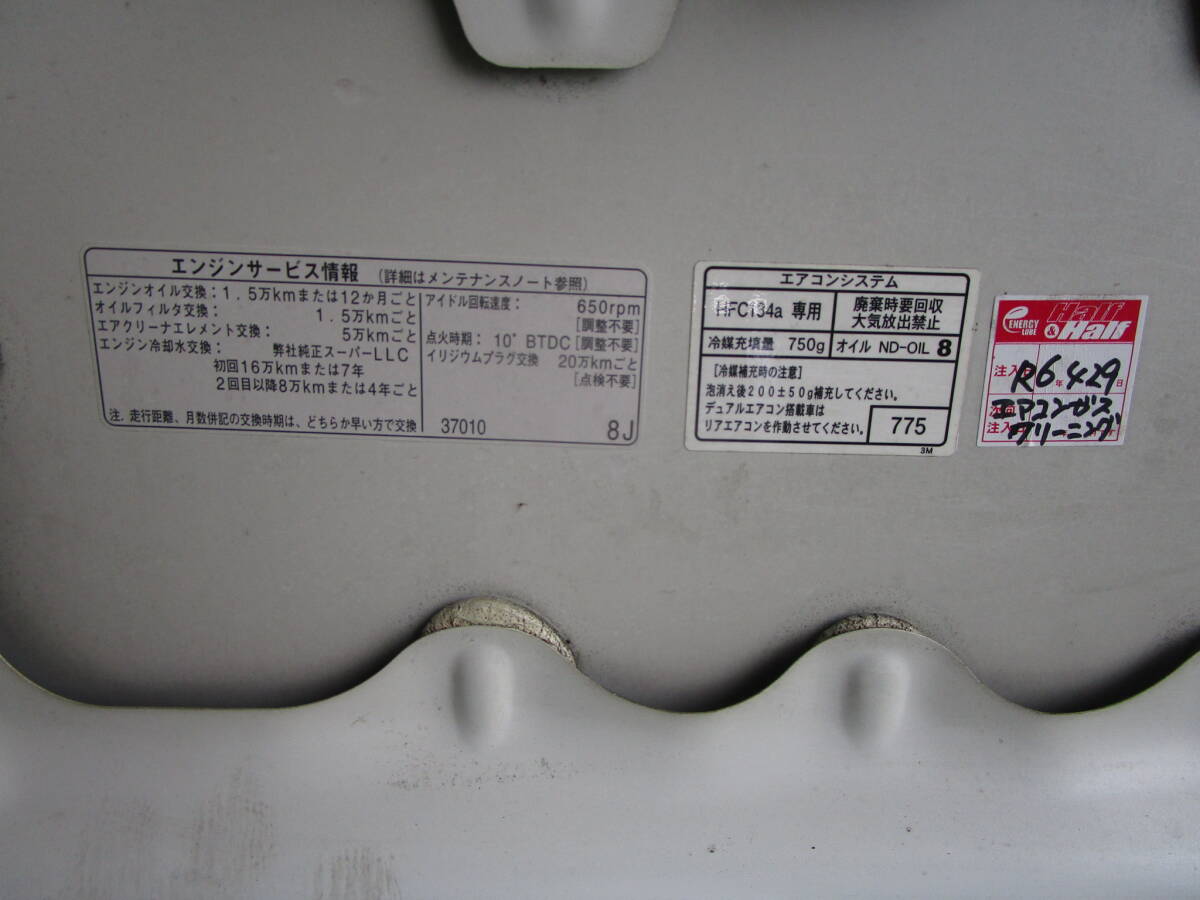 エンジンサービス情報 (詳細はメンテナンスノート参照)
エンジンオイル交換:1.5万kmまたは12か月ごと
オイルフィルタ交換: 1.5万kmごと
エアクリーナエレメント交換: 5万kmごと
エンジン冷却水交換: 弊社純正スーパーLLC
初回16万kmまたは7年
2回目以降8万kmまたは4年ごと
注.走行距離、月数併記の交換時期は、どちらか早い方で交換
アイドル回転速度: 650rpm
[調整不要]
点火時期: 10° BTDC[調整不要]
イリジウムプラグ交換 20万kmごと
[点検不要]
37010 8J
エアコンシステム
HFC134a 専用
廃棄時要回収
大気放出禁止
冷媒充填量 750g オイル ND-OIL 8
[冷媒補充時の注意]
泡消え後200±50g補充してください。
デュアルエアコン搭載車は
リアエアコンを作動させてください。
775
3M
ENERGY
LUBE
Half
&Half
注入 R6年4 29日
エアコンガス
注入 クリーニング